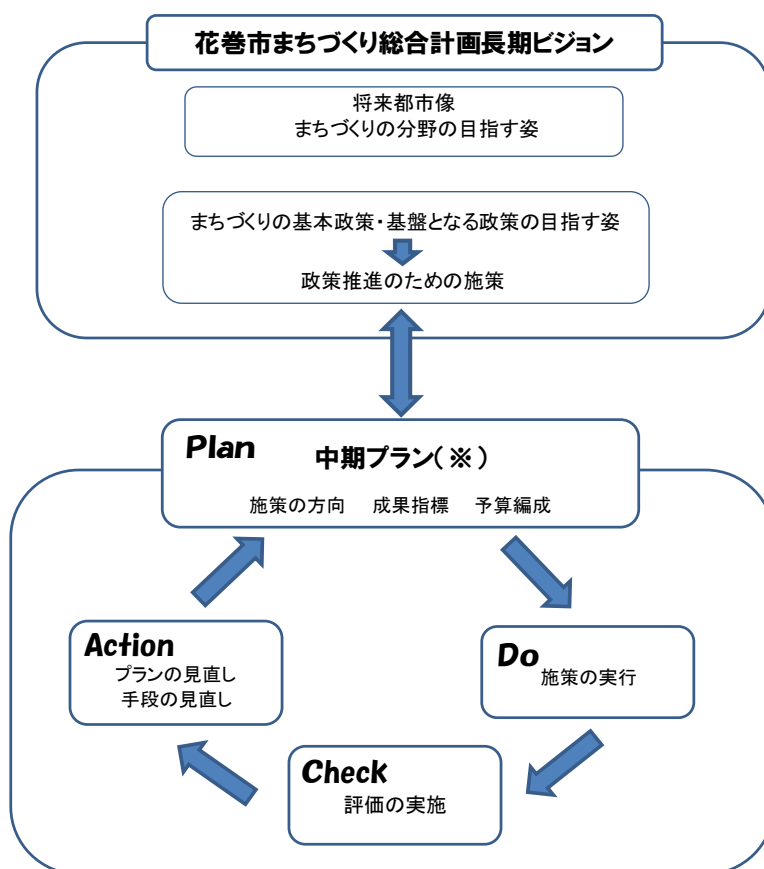 花巻市まちづくり総合計画長期ビジョン
将来都市像
まちづくりの分野の目指す姿
まちづくりの基本政策・基盤となる政策の目指す姿
政策推進のための施策
Plan 中期プラン(※)
施策の方向 成果指標 予算編成
Action
プランの見直し
手段の見直し
Do
施策の実行
Check
評価の実施